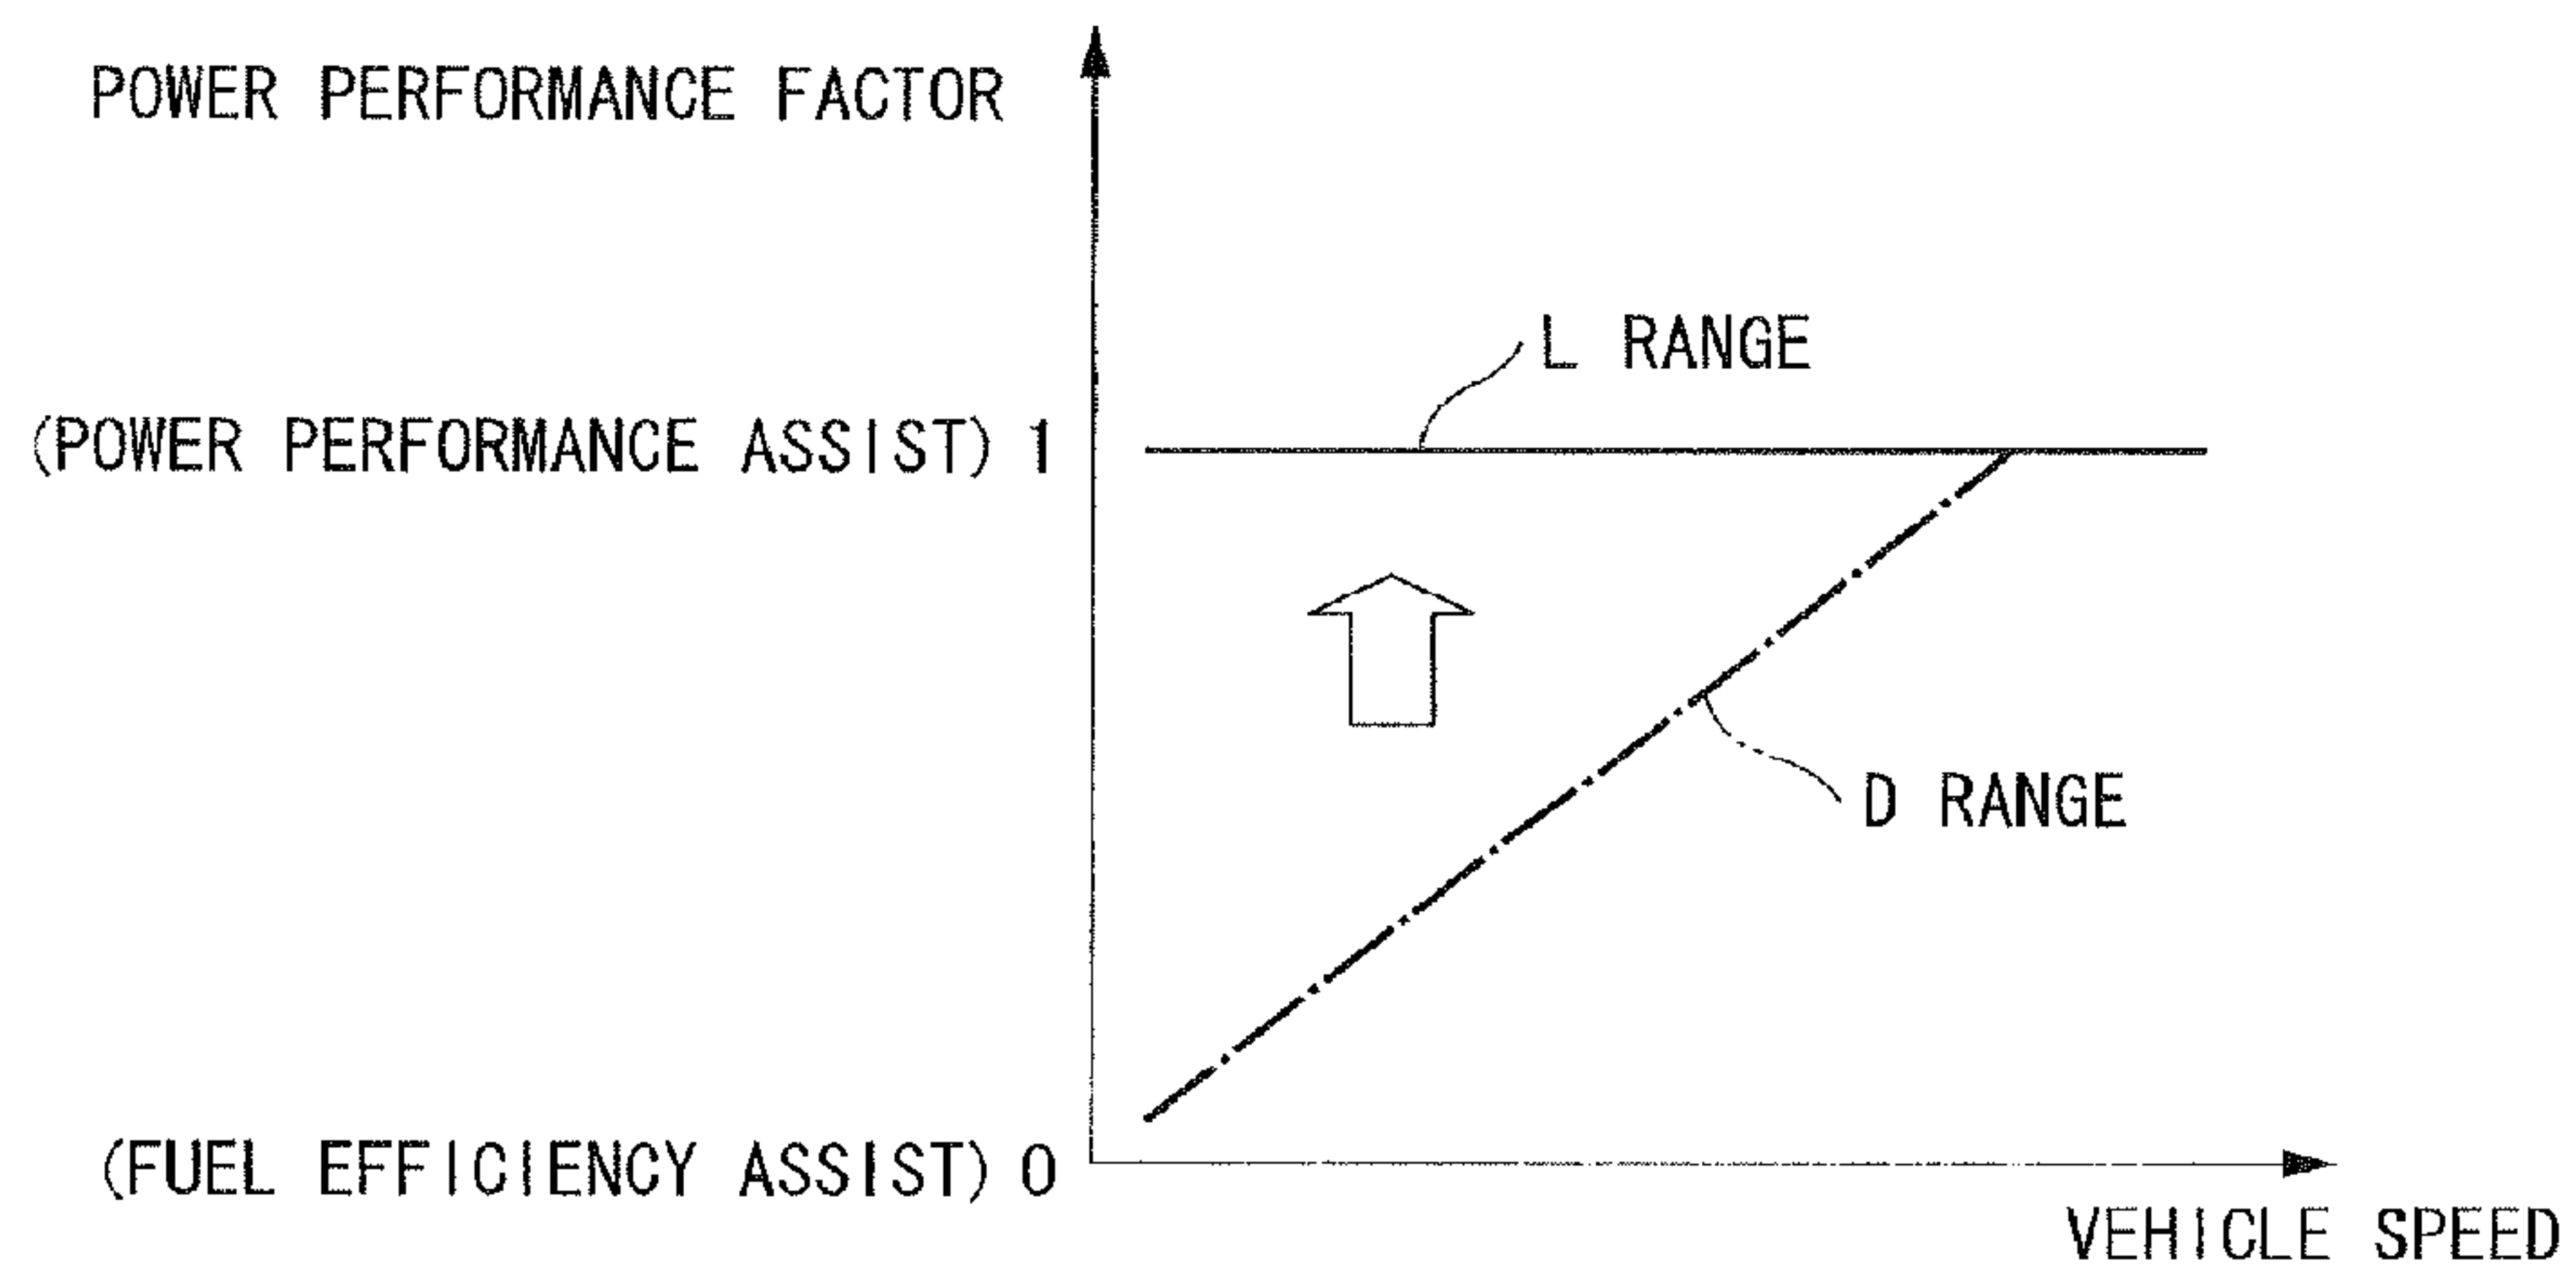 POWER PERFORMANCE FACTOR
L RANGE
(POWER PERFORMANCE ASSIST) 1
D RANGE
(FUEL EFFICIENCY ASSIST) 0
VEHICLE SPEED